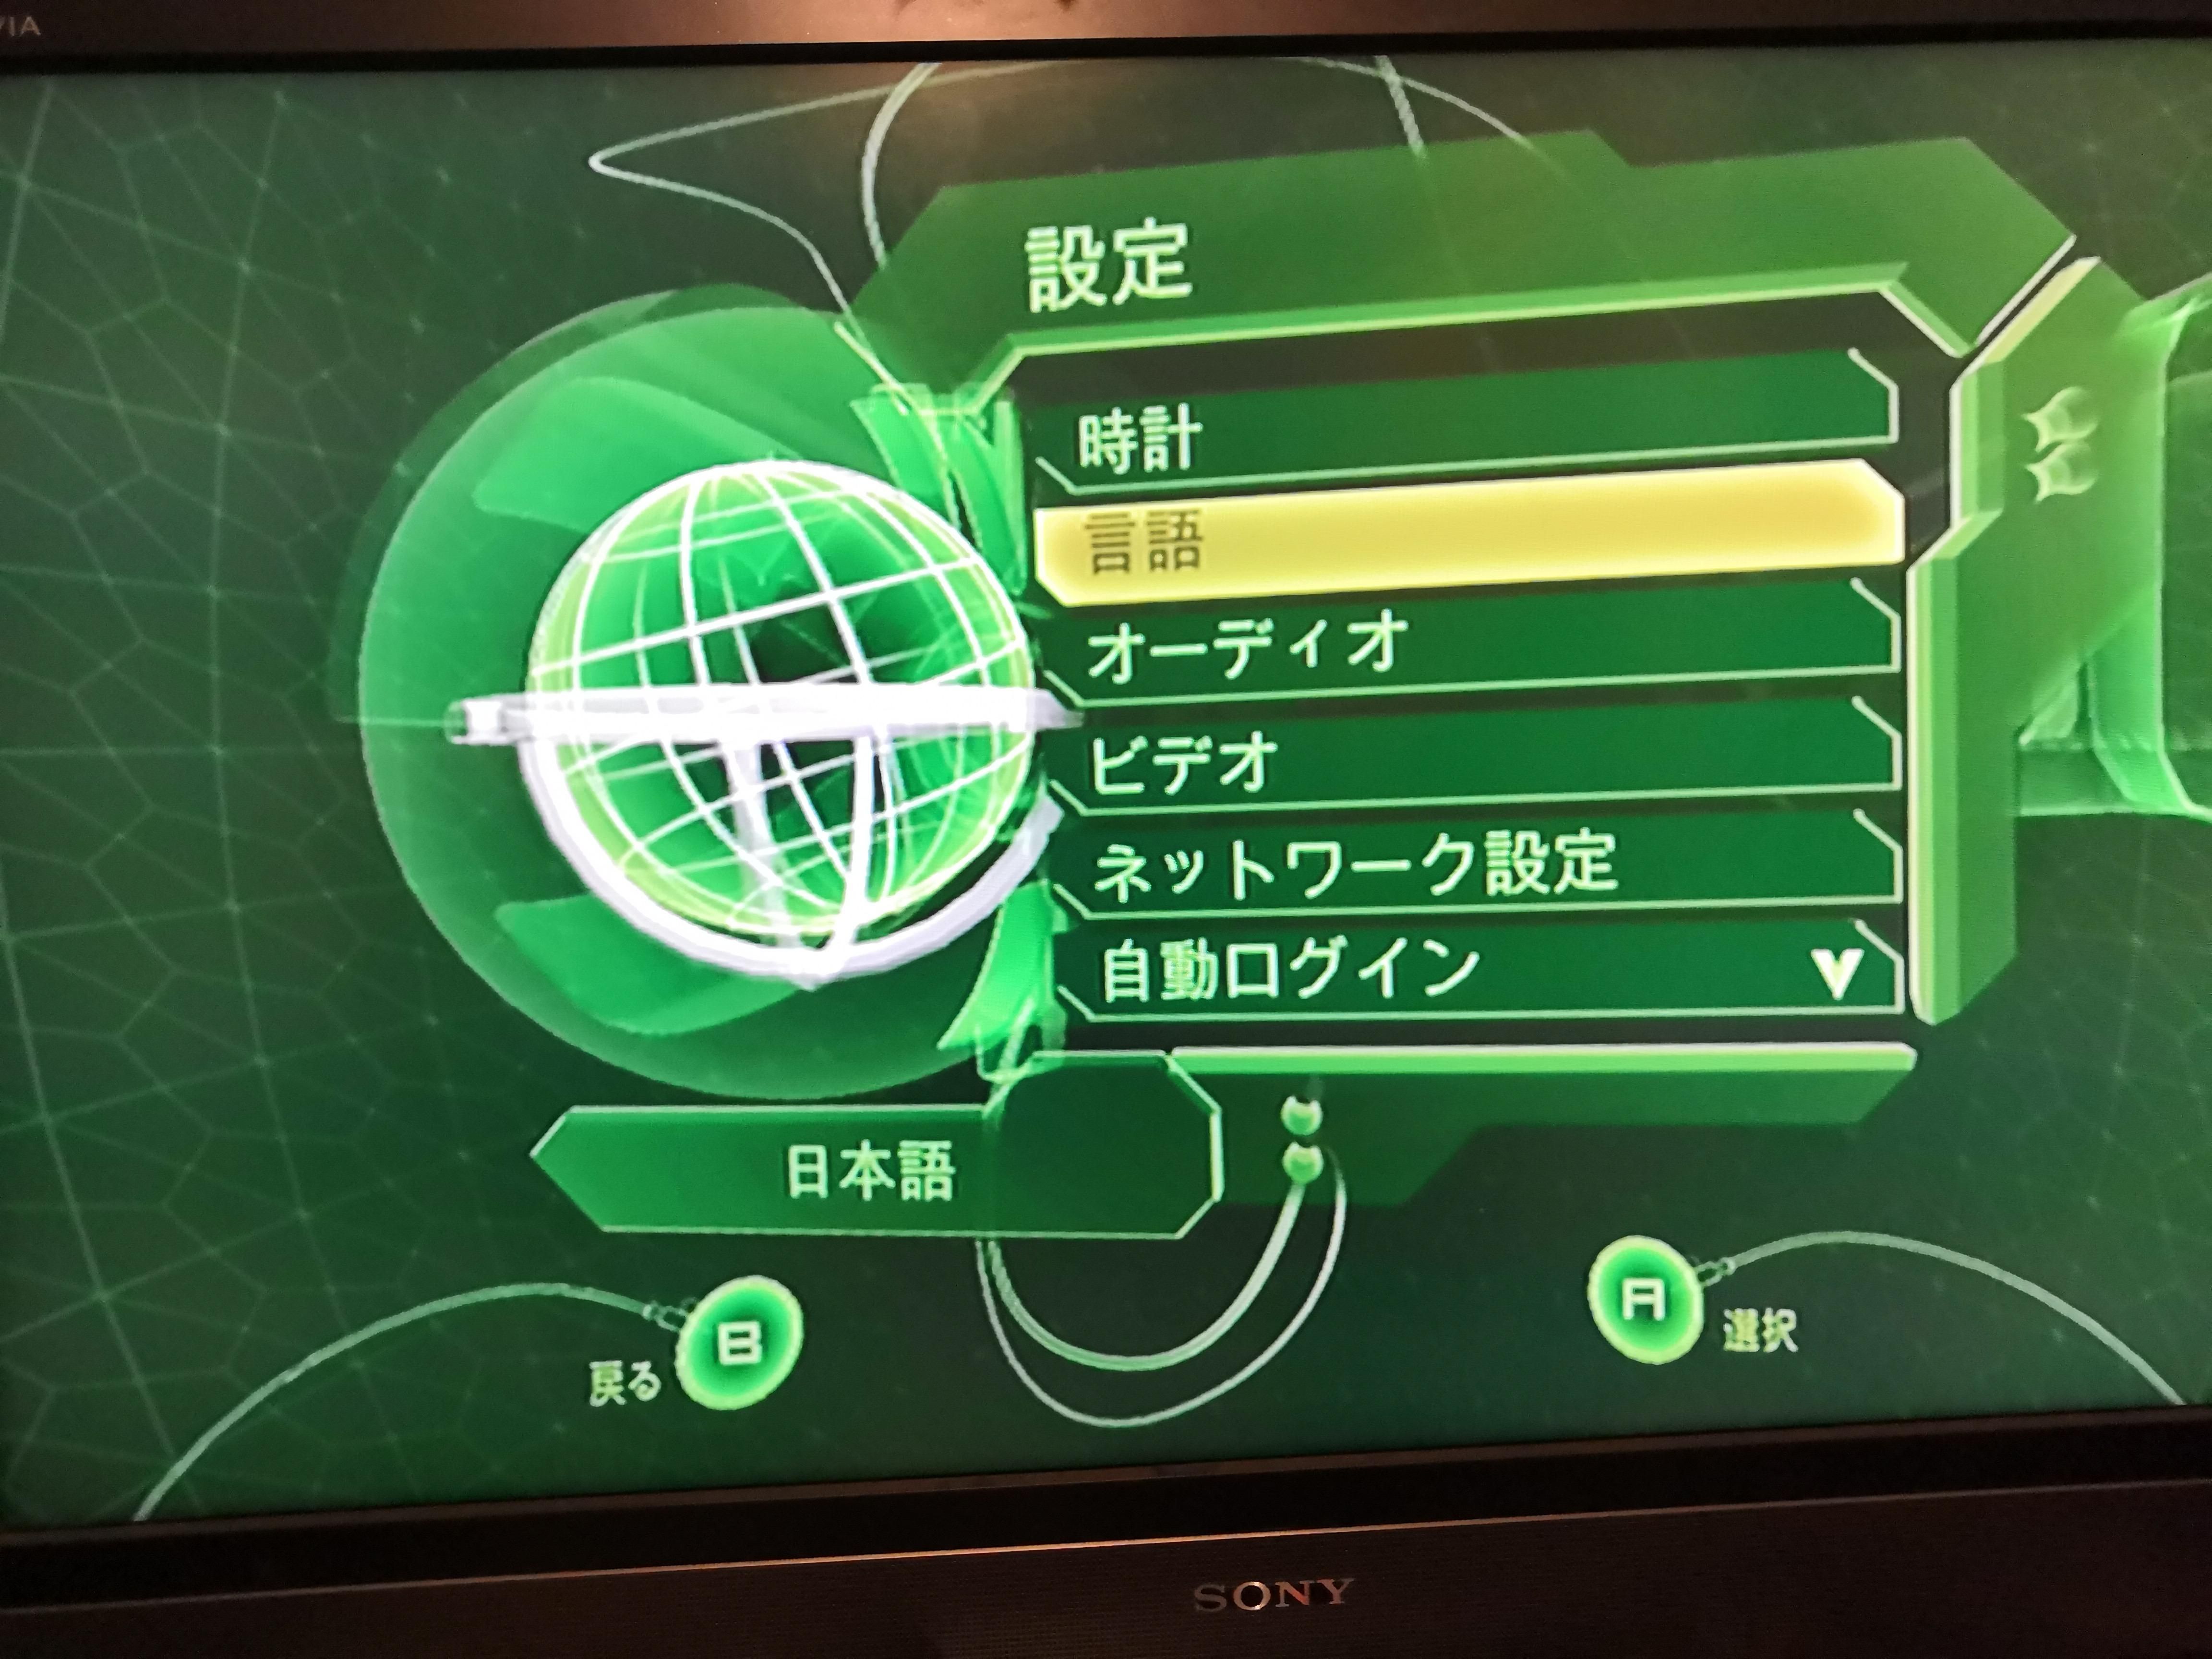 VIA
設定
時計
言語
オーディオ
ビデオ
ネットワーク設定
自動ログイン
日本語
B
戻る
A
選択
SONY